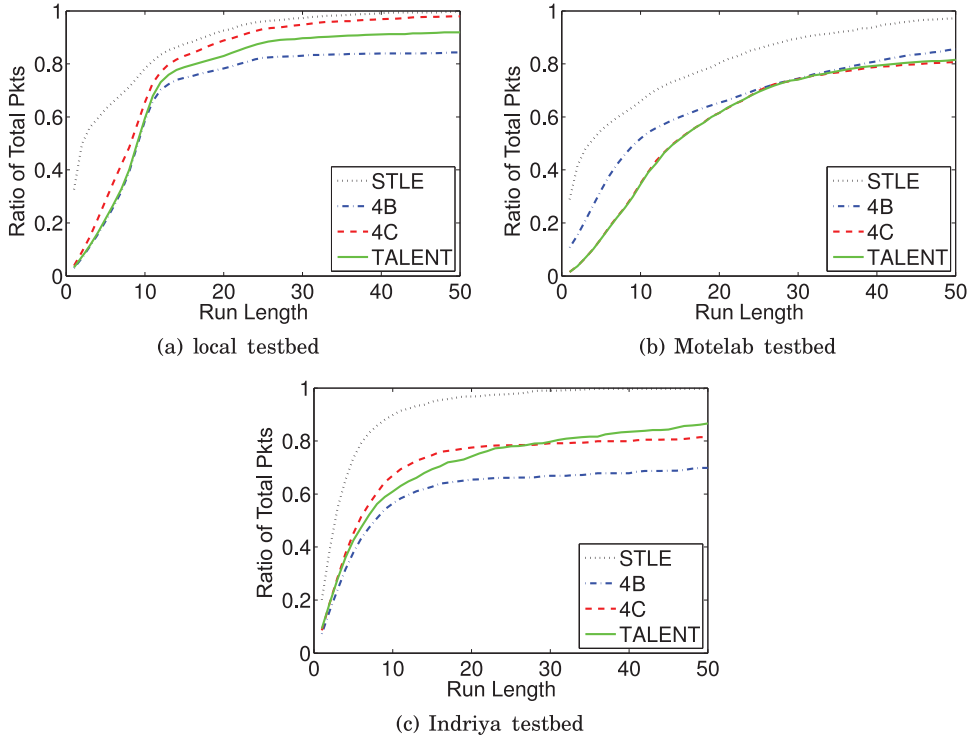 1
0.8
0.6
0.4
0.2
0
Ratio of Total Pkts
0 10 20 30 40 50
Run Length
STLE
4B
4C
TALENT
(a) local testbed
1
0.8
0.6
0.4
0.2
0
Ratio of Total Pkts
0 10 20 30 40 50
Run Length
STLE
4B
4C
TALENT
(b) Motelab testbed
1
0.8
0.6
0.4
0.2
0
Ratio of Total Pkts
0 10 20 30 40 50
Run Length
STLE
4B
4C
TALENT
(c) Indriya testbed